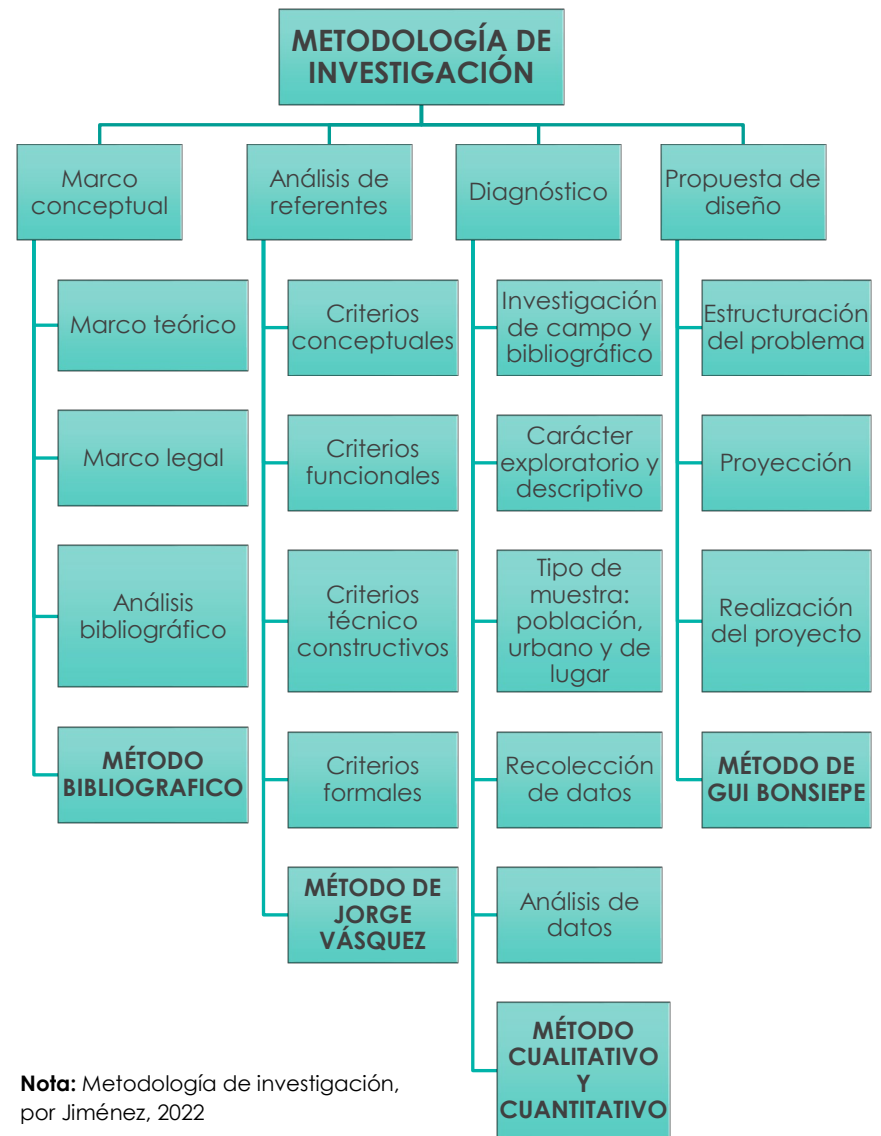 METODOLOGÍA DE
INVESTIGACIÓN
Marco
conceptual
Marco teórico
Marco legal
Análisis
bibliográfico
MÉTODO
BIBLIOGRAFICO
Análisis de
referentes
Criterios
conceptuales
Criterios
funcionales
Criterios
técnico
constructivos
Criterios
formales
MÉTODO DE
JORGE
VÁSQUEZ
Diagnóstico
Investigación
de campo y
bibliográfico
Carácter
exploratorio y
descriptivo
Tipo de
muestra:
población,
urbano y de
lugar
Recolección
de datos
Análisis de
datos
MÉTODO
CUALITATIVO
Y
CUANTITATIVO
Propuesta de
diseño
Estructuración
del problema
Proyección
Realización
del proyecto
MÉTODO DE
GUI BONSIEPE
Nota: Metodología de investigación,
por Jiménez, 2022